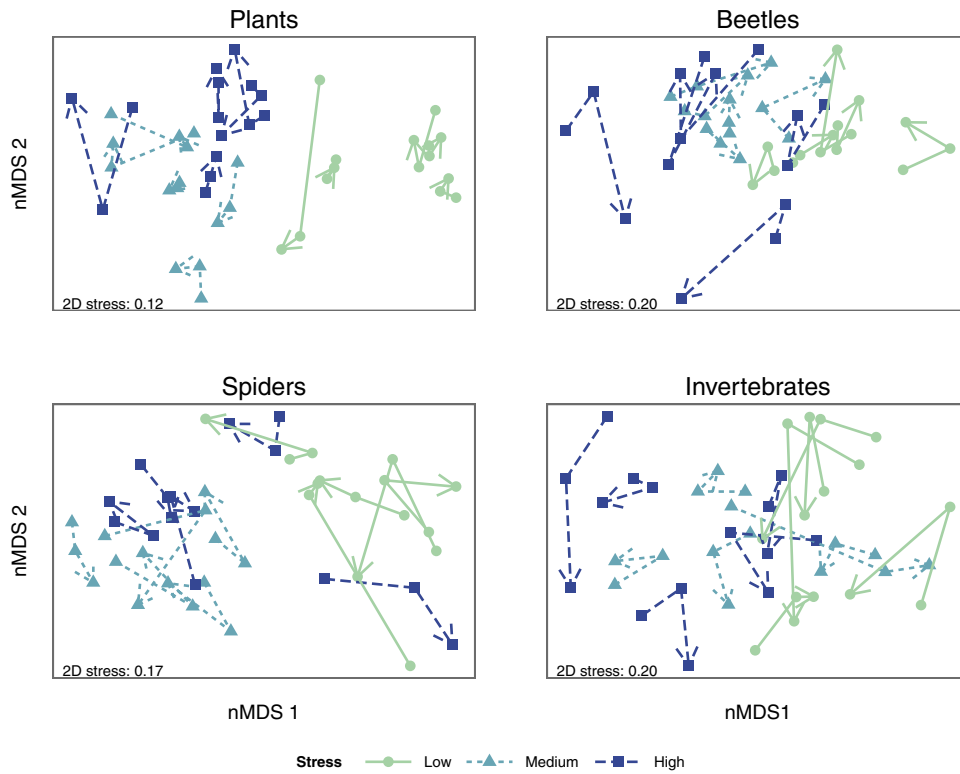 Plants
Beetles
nMDS 2
2D stress: 0.12
2D stress: 0.20
Spiders
Invertebrates
nMDS 2
2D stress: 0.17
2D stress: 0.20
nMDS 1
nMDS1
Stress Low Medium High